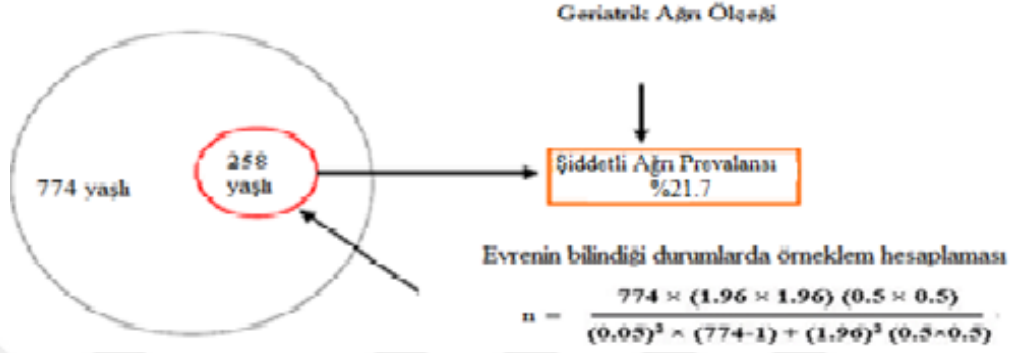 Geriatrik Ağrı Ölçeği
258
yaşlı
774 yaşlı
Şiddetli Ağrı Prevalansı
%21.7
Evrenin bilindiği durumlarda örneklem hesaplaması
774 × (1.96 × 1.96) (0.5 × 0.5)
n =
(0.05)² × (774-1) + (1.96)² (0.5×0.5)